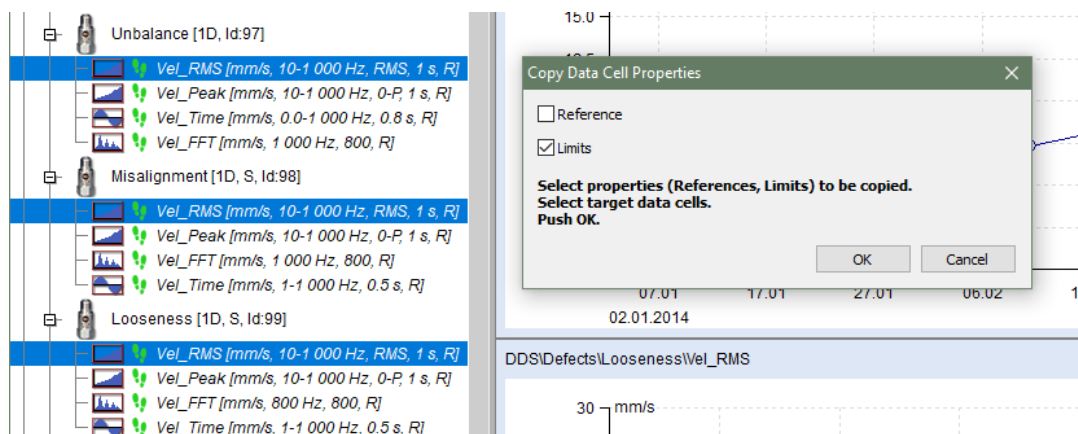 Unbalance [1D, Id:97]
Vel_RMS [mm/s, 10-1 000 Hz, RMS, 1 s, R]
Vel_Peak [mm/s, 10-1 000 Hz, 0-P, 1 s, R]
Vel_Time [mm/s, 0.0-1 000 Hz, 0.8 s, R]
Vel_FFT [mm/s, 1 000 Hz, 800, R]
Misalignment [1D, S, Id:98]
Vel_RMS [mm/s, 10-1 000 Hz, RMS, 1 s, R]
Vel_Peak [mm/s, 10-1 000 Hz, 0-P, 1 s, R]
Vel_FFT [mm/s, 1 000 Hz, 800, R]
Vel_Time [mm/s, 1-1 000 Hz, 0.5 s, R]
Looseness [1D, S, Id:99]
Vel_RMS [mm/s, 10-1 000 Hz, RMS, 1 s, R]
Vel_Peak [mm/s, 10-1 000 Hz, 0-P, 1 s, R]
Vel_FFT [mm/s, 800 Hz, 800, R]
Vel_Time [mm/s, 1-1 000 Hz, 0.5 s, R]
15.0
Copy Data Cell Properties
Reference
Limits
Select properties (References, Limits) to be copied.
Select target data cells.
Push OK.
OK Cancel
07.01 17.01 27.01 06.02
02.01.2014
DDS\Defects\Looseness\Vel_RMS
30 mm/s